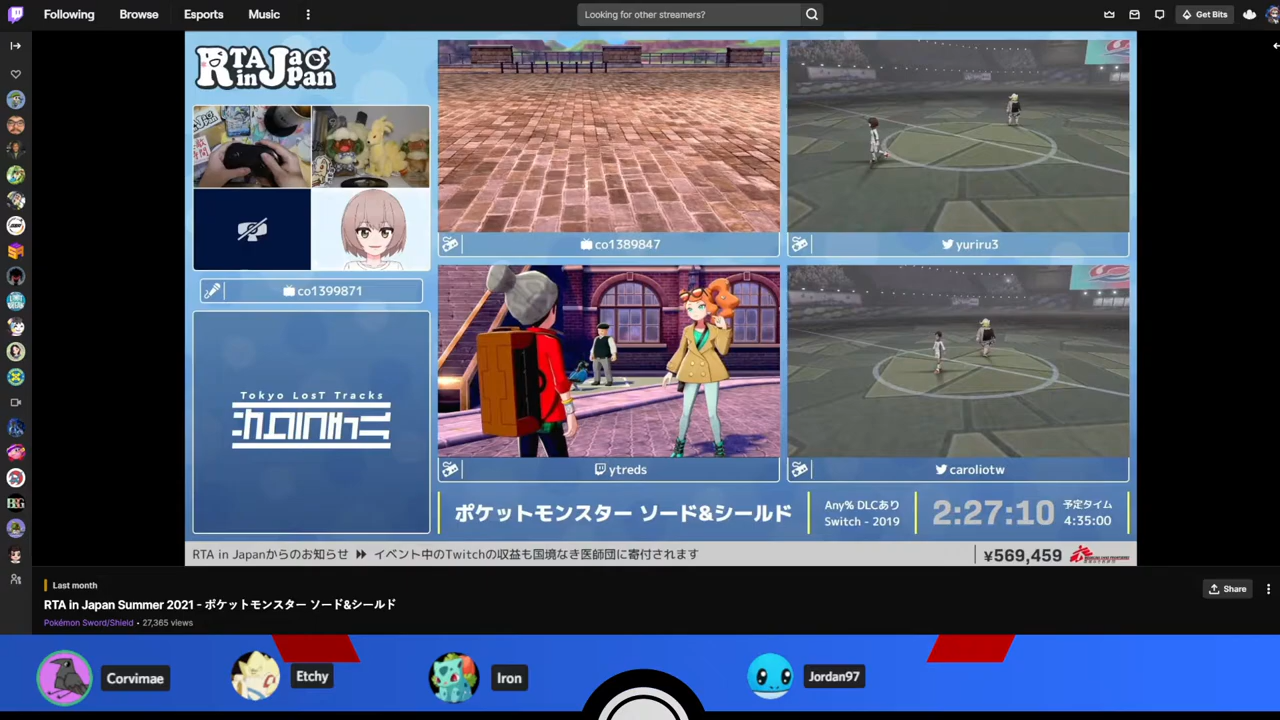 Following
Browse
Esports
Music
Looking for other streamers?
Get Bits
RTA in Japan
co1389847
yuriru3
co1399871
Tokyo LosT Tracks
ytreds
caroliotw
ポケットモンスター ソード&シールド
Any% DLCあり
Switch - 2019
2:27:10
予定タイム
4:35:00
RTA in Japanからのお知らせ
イベント中のTwitchの収益も国境なき医師団に寄付されます
¥569,459
Last month
Share
RTA in Japan Summer 2021 - ポケットモンスター ソード&シールド
Pokémon Sword/Shield • 27,365 views
Corvimae
Etchy
Iron
Jordan97